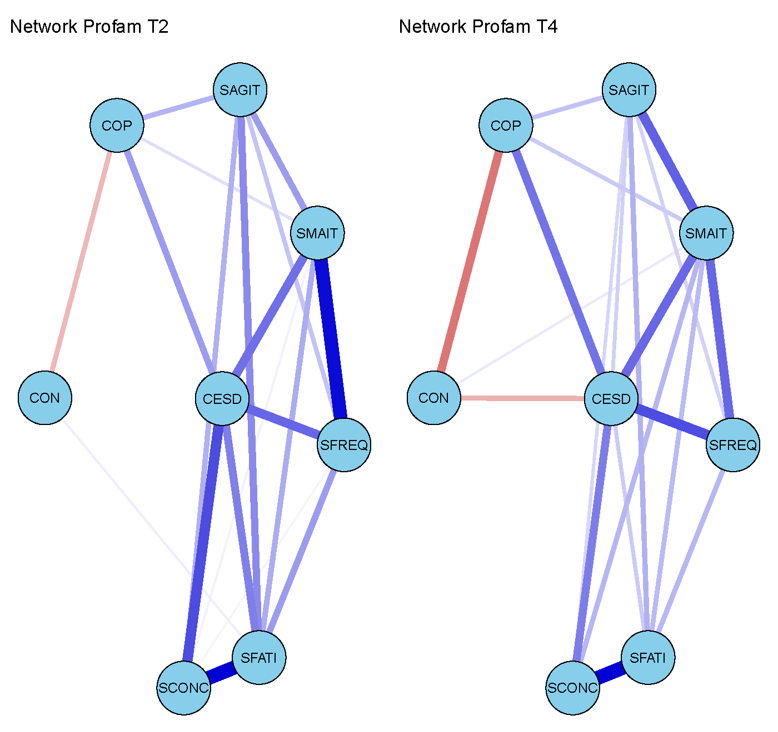 Network Profam T2
SAGIT
COP
SMAIT
CON
CESD
SFREQ
SFATI
SCONC
Network Profam T4
SAGIT
COP
SMAIT
CON
CESD
SFREQ
SFATI
SCONC